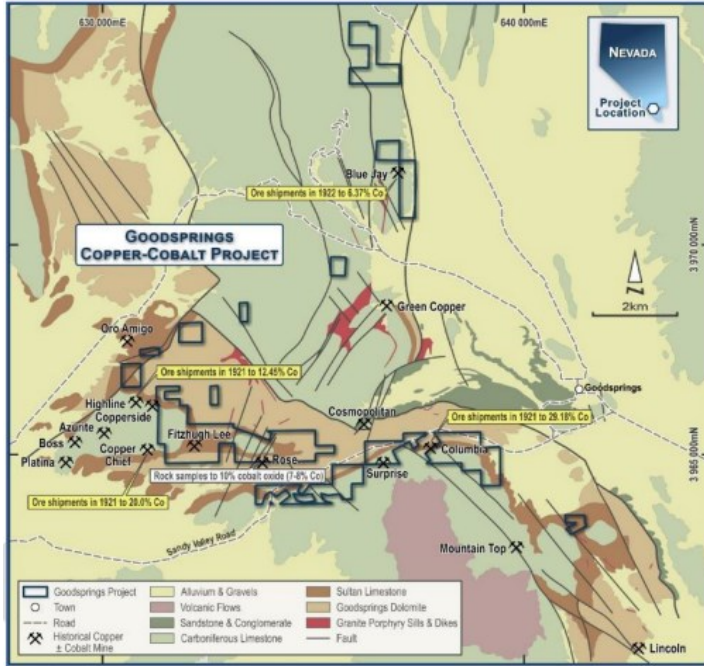 630 000mE
640 000mE
NEVADA
Project
Location
Blue Jay
Ore shipments in 1922 to 6.37% Co
GOODSPRINGS
COPPER-COBALT PROJECT
3 970 000mN
2km
Green Copper
Oro Amigo
Ore shipments in 1921 to 12.45% Co
Goodsprings
Highline
Copperside
Cosmopolitan
Ore shipments in 1921 to 29.18% Co
Azurite
Boss
Fitzhugh Lee
Columbia
Platina
Copper
Chief
Rose
Surprise
3 965 000mN
Rock samples to 10% cobalt oxide (7-8% Co)
Ore shipments in 1921 to 20.0% Co
Sandy Valley Road
Mountain Top
Goodsprings Project
Town
Road
Historical Copper
± Cobalt Mine
Alluvium & Gravels
Volcanic Flows
Sandstone & Conglomerate
Carboniferous Limestone
Sultan Limestone
Goodsprings Dolomite
Granite Porphyry Sills & Dikes
Fault
Lincoln